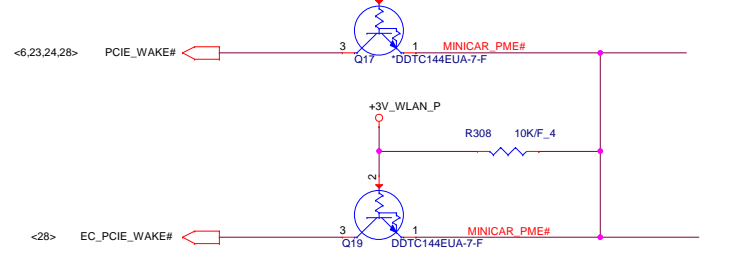 <6,23,24,28> PCIE_WAKE# 3 1 MINICAR_PME#
Q17 *DDTC144EUA-7-F
+3V_WLAN_P
R308 10K/F_4
2
<28> EC_PCIE_WAKE# 3 1 MINICAR_PME#
Q19 DDTC144EUA-7-F